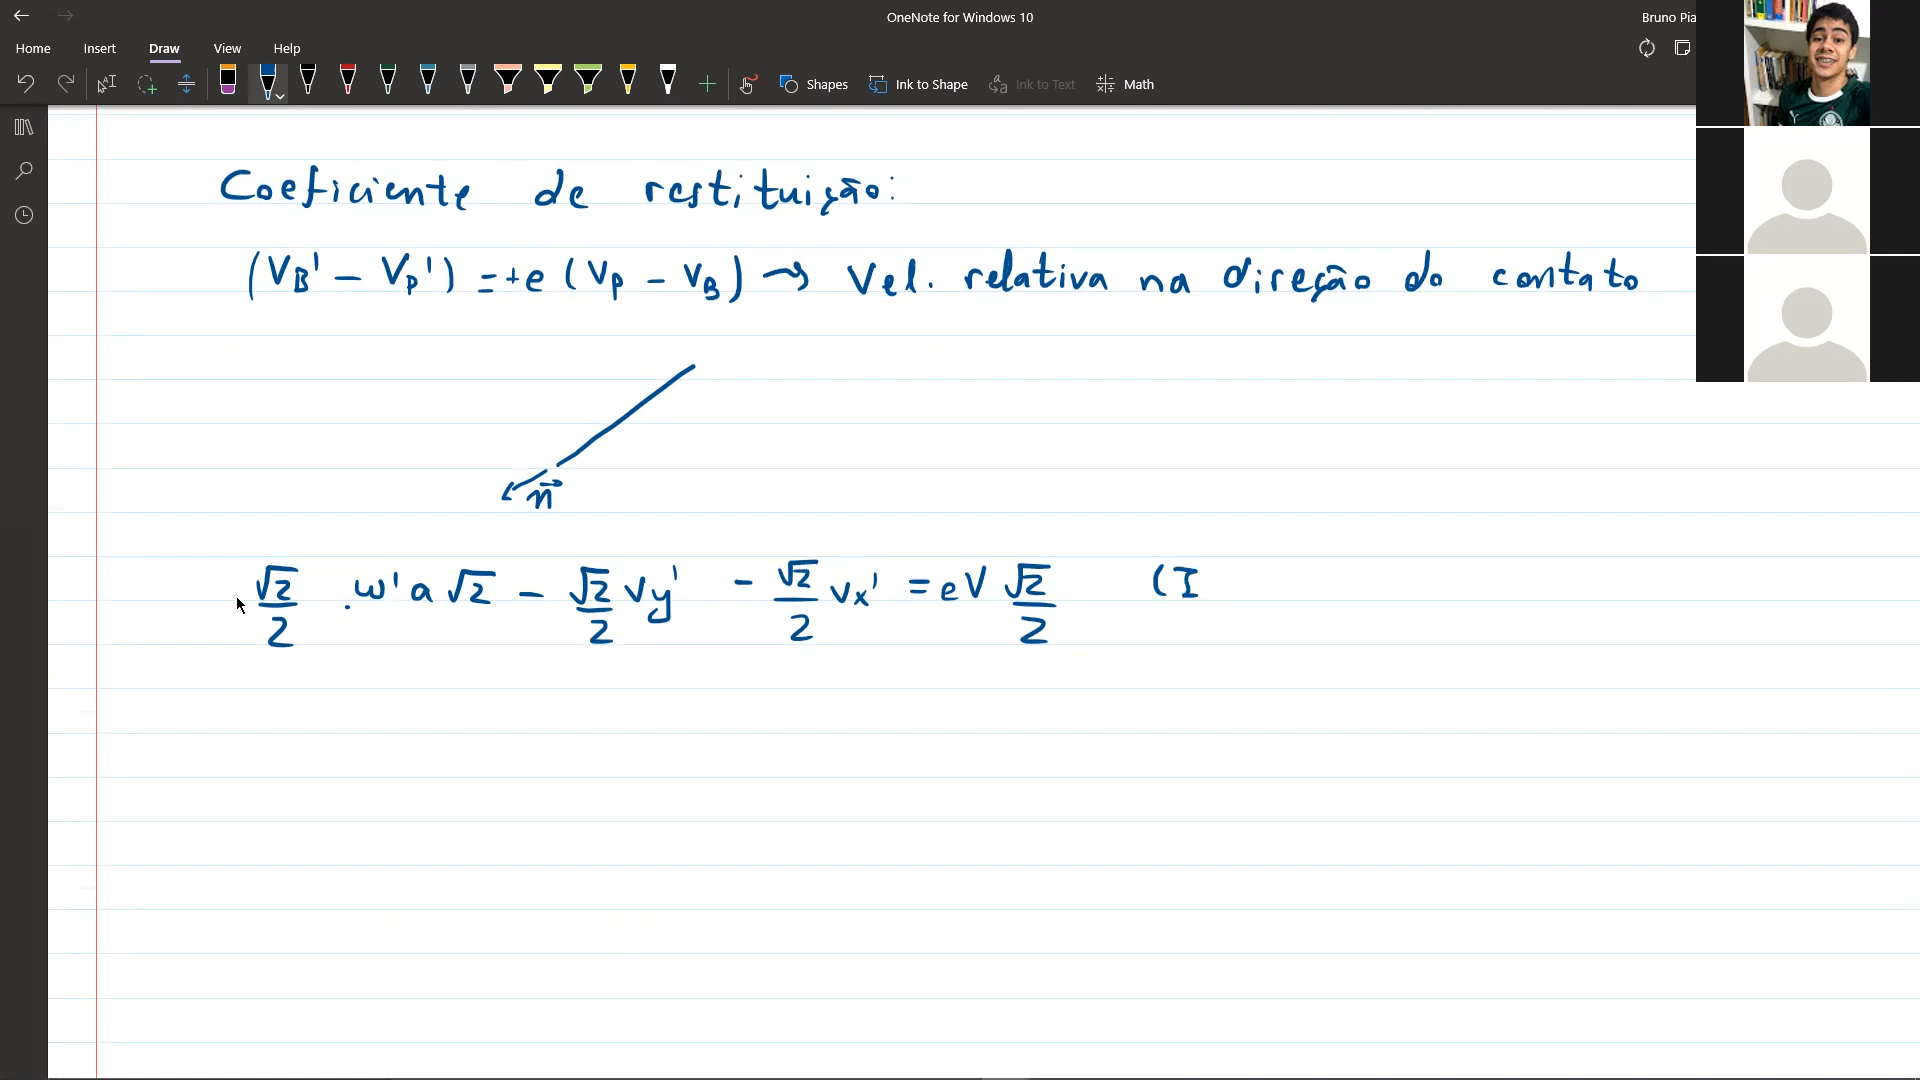 OneNote for Windows 10
Bruno Pia
Home Insert Draw View Help
Shapes Ink to Shape Ink to Text Math
Coeficiente de restituição:
(VB' - Vp') = +e (Vp - VB) → Vel. relativa na direção do contato
n⃗
√2/2 . w' a √2 - √2/2 Vy' - √2/2 Vx' = eV √2/2 (I